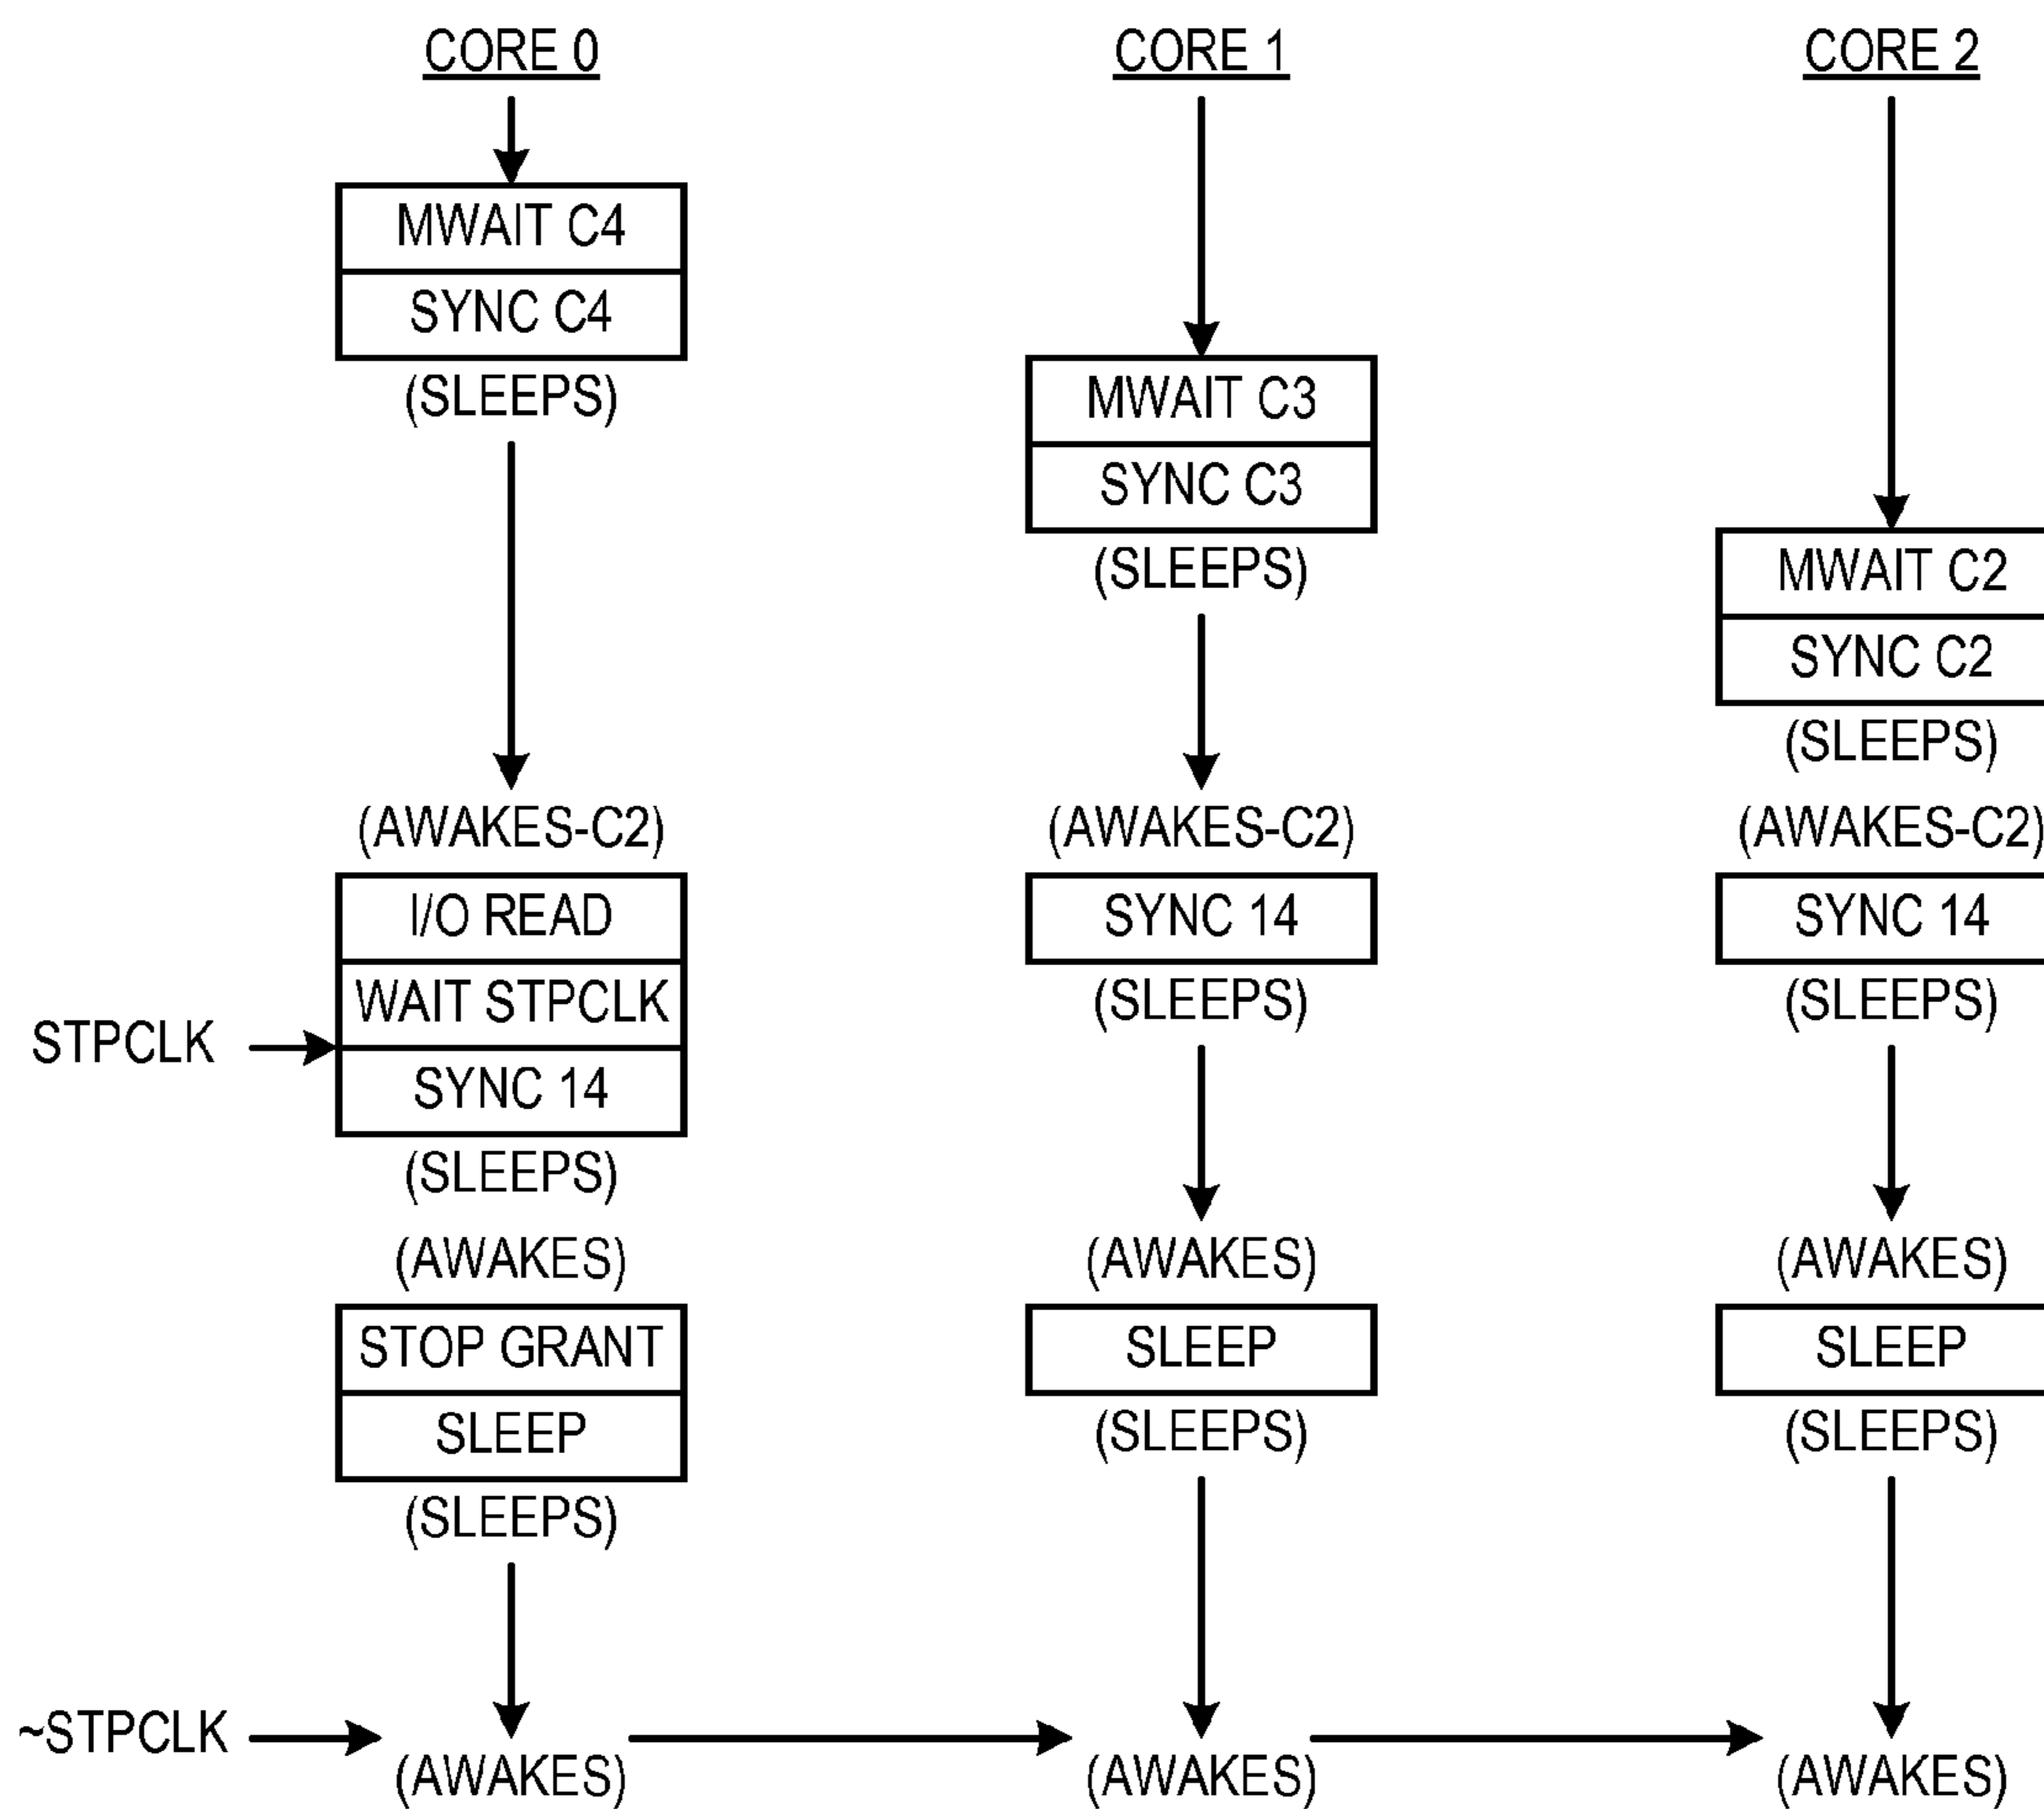 CORE 0
CORE 1
CORE 2
MWAIT C4
SYNC C4
(SLEEPS)
MWAIT C3
SYNC C3
(SLEEPS)
MWAIT C2
SYNC C2
(SLEEPS)
(AWAKES-C2)
(AWAKES-C2)
(AWAKES-C2)
I/O READ
SYNC 14
SYNC 14
WAIT STPCLK
(SLEEPS)
(SLEEPS)
STPCLK
SYNC 14
(SLEEPS)
(AWAKES)
(AWAKES)
(AWAKES)
STOP GRANT
SLEEP
SLEEP
SLEEP
(SLEEPS)
(SLEEPS)
(SLEEPS)
~STPCLK
(AWAKES)
(AWAKES)
(AWAKES)